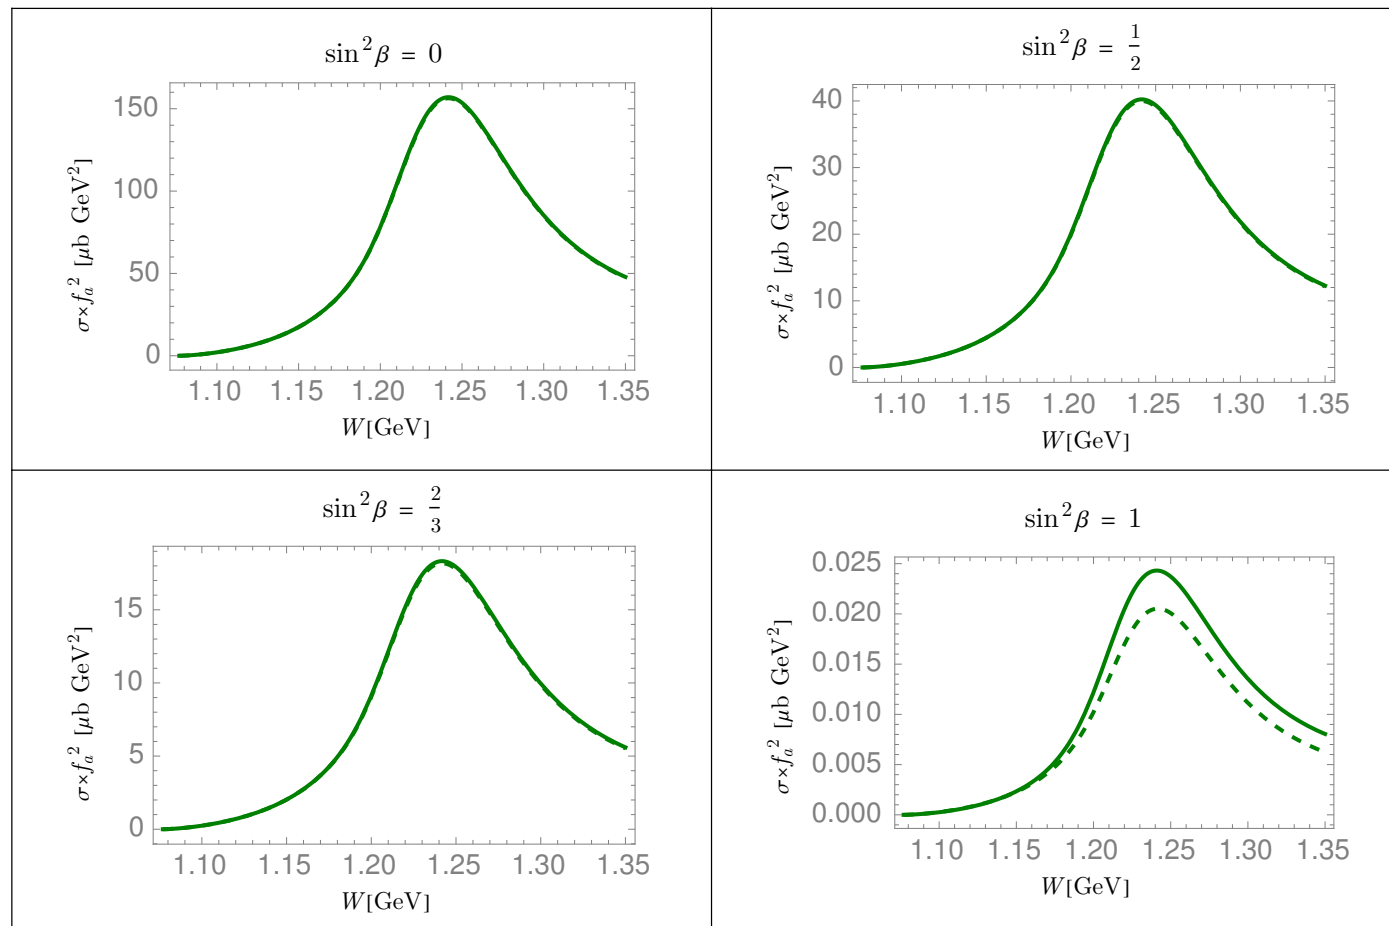 sin²β = 0
σ×fₐ² [μb GeV²]
150
100
50
0
1.10 1.15 1.20 1.25 1.30 1.35
W[GeV]
sin²β = 1/2
σ×fₐ² [μb GeV²]
40
30
20
10
0
1.10 1.15 1.20 1.25 1.30 1.35
W[GeV]
sin²β = 2/3
σ×fₐ² [μb GeV²]
15
10
5
0
1.10 1.15 1.20 1.25 1.30 1.35
W[GeV]
sin²β = 1
σ×fₐ² [μb GeV²]
0.025
0.020
0.015
0.010
0.005
0.000
1.10 1.15 1.20 1.25 1.30 1.35
W[GeV]